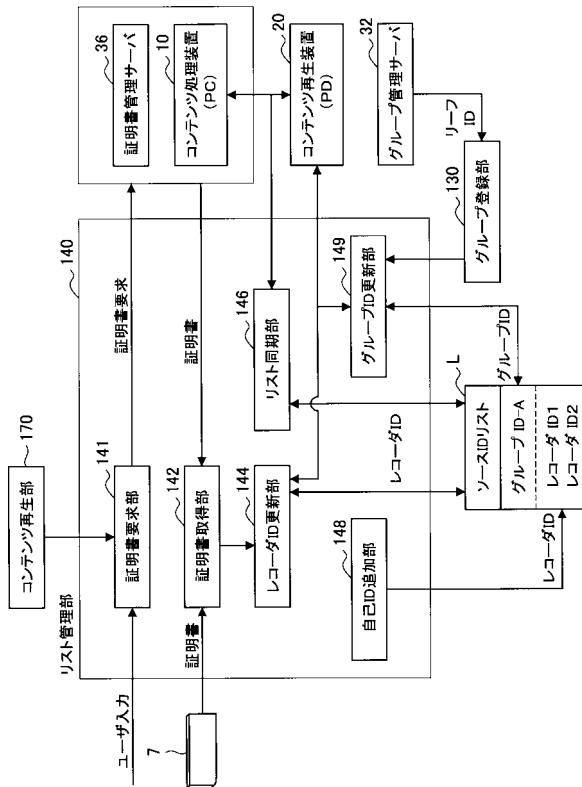 コンテンツ再生部
170
リスト管理部
140
ユーザ入力
証明書要求部
141
証明書要求
36
証明書管理サーバ
10
コンテンツ処理装置
(PC)
7
証明書
証明書取得部
142
証明書
レコーダID更新部
144
リスト同期部
146
20
コンテンツ再生装置
(PD)
グループID更新部
149
32
グループ管理サーバ
リーフ
ID
130
グループ登録部
自己ID追加部
148
レコーダID
レコーダID
グループID
L
ソースIDリスト
グループ ID-A
レコーダ ID1
レコーダ ID2